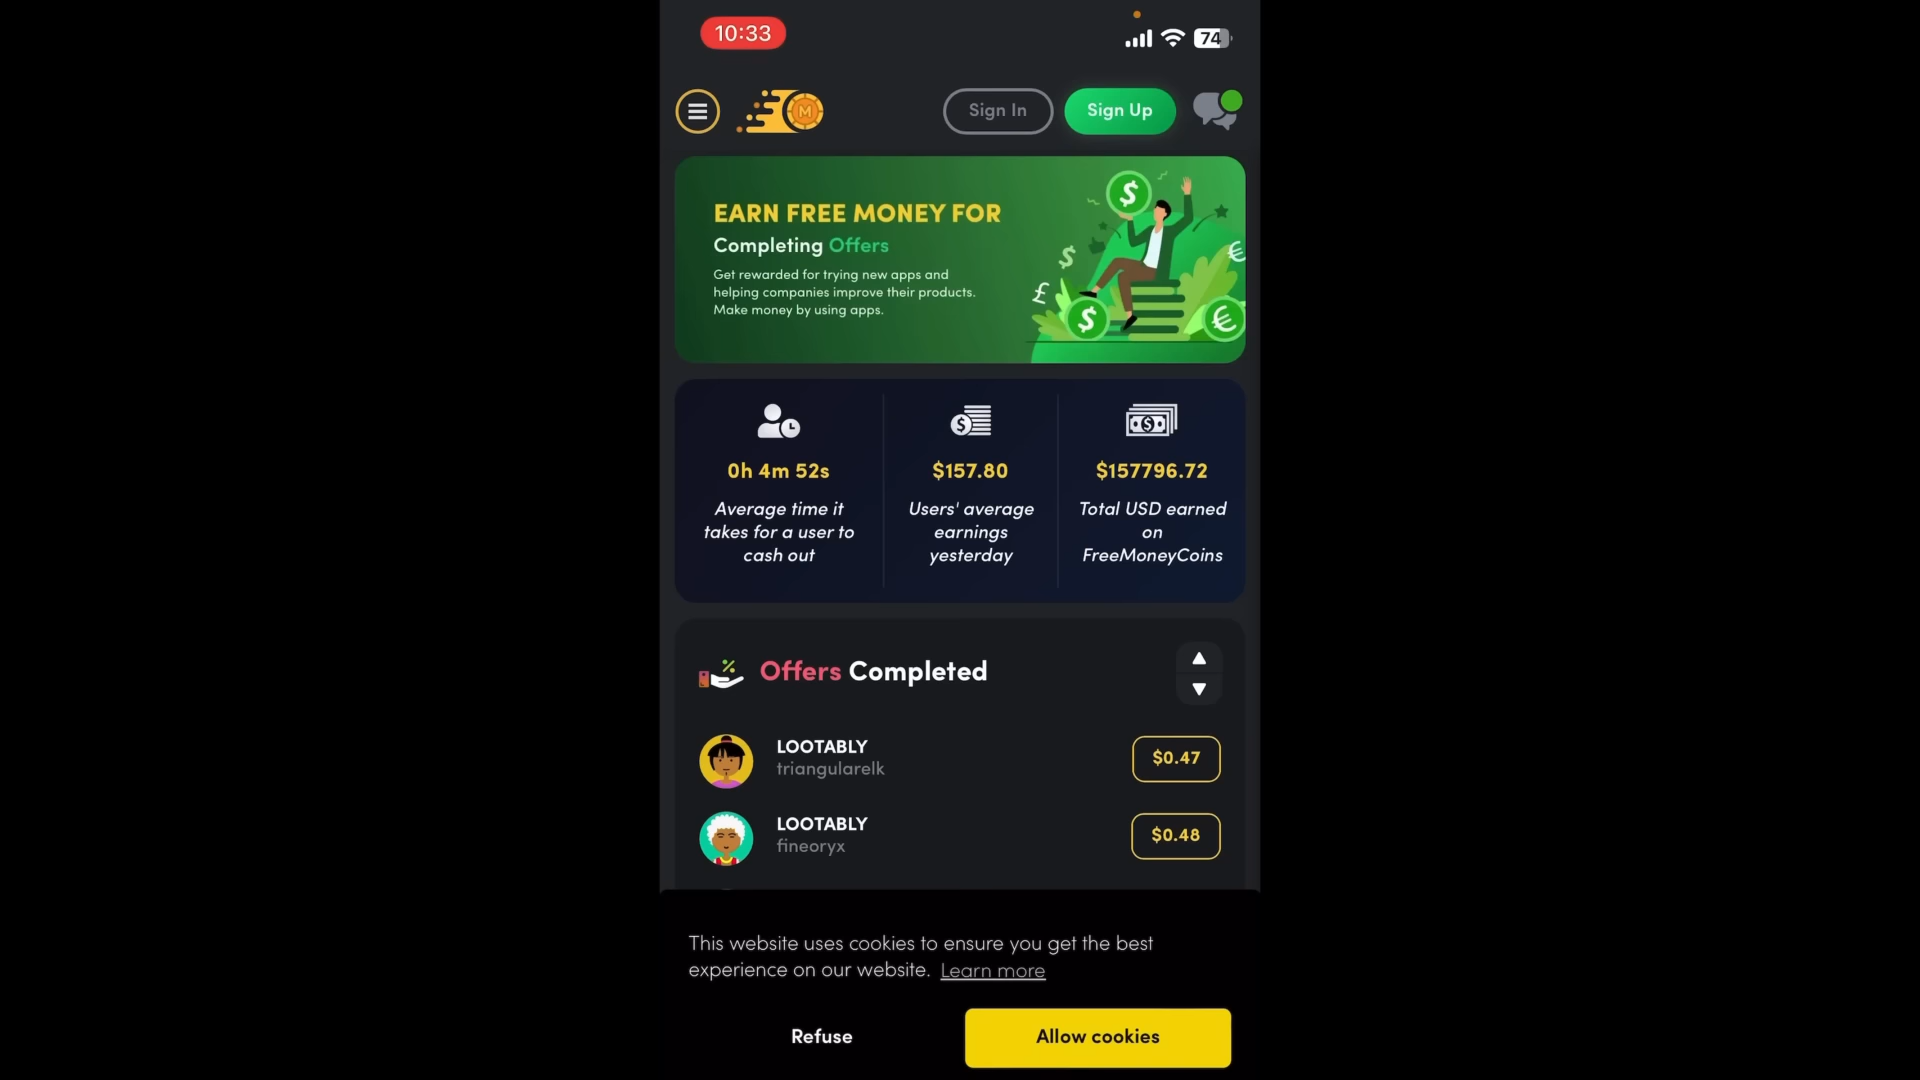 10:33
74
M
Sign In
Sign Up
EARN FREE MONEY FOR
Completing Offers
Get rewarded for trying new apps and
helping companies improve their products.
Make money by using apps.
0h 4m 52s
Average time it
takes for a user to
cash out
$157.80
Users' average
earnings
yesterday
$157796.72
Total USD earned
on
FreeMoneyCoins
Offers Completed
LOOTABLY
triangularelk
$0.47
LOOTABLY
fineoryx
$0.48
This website uses cookies to ensure you get the best
experience on our website. Learn more
Refuse
Allow cookies